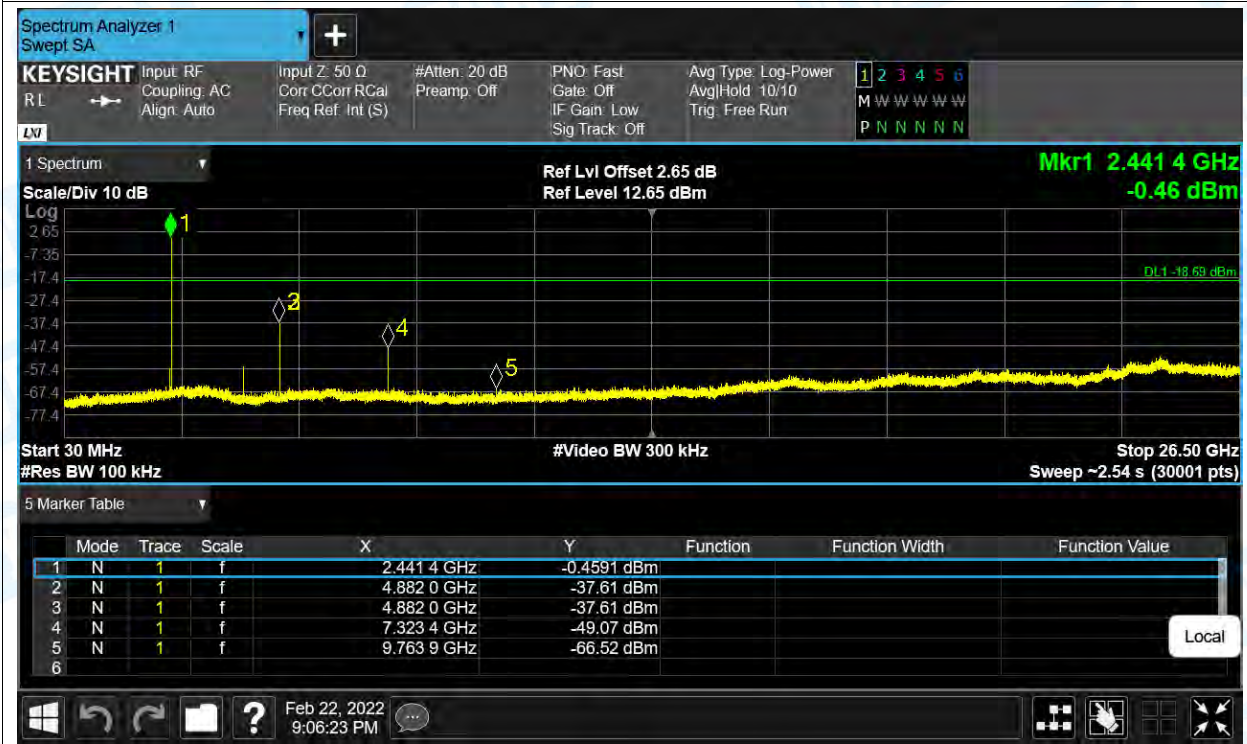 Spectrum Analyzer 1
Swept SA
+
KEYSIGHT
RL
LXI
Input: RF
Coupling: AC
Align: Auto
Input Z: 50 Ω
Corr CCorr RCal
Freq Ref: Int (S)
#Atten: 20 dB
Preamp: Off
PNO: Fast
Gate: Off
IF Gain: Low
Sig Track: Off
Avg Type: Log-Power
Avg|Hold: 10/10
Trig: Free Run
1 2 3 4 5 6
M W W W W W
P N N N N N
1 Spectrum
Scale/Div 10 dB
Ref Lvl Offset 2.65 dB
Ref Level 12.65 dBm
Mkr1 2.441 4 GHz
-0.46 dBm
Log
2.65
-7.35
-17.4
-27.4
-37.4
-47.4
-57.4
-67.4
-77.4
1
4
5
DL1 -18.69 dBm
Start 30 MHz
#Res BW 100 kHz
#Video BW 300 kHz
Stop 26.50 GHz
Sweep ~2.54 s (30001 pts)
5 Marker Table
Mode Trace Scale X Y Function Function Width Function Value
1 N 1 f 2.441 4 GHz -0.4591 dBm
2 N 1 f 4.882 0 GHz -37.61 dBm
3 N 1 f 4.882 0 GHz -37.61 dBm
4 N 1 f 7.323 4 GHz -49.07 dBm
5 N 1 f 9.763 9 GHz -66.52 dBm
6
Local
?
Feb 22, 2022
9:06:23 PM